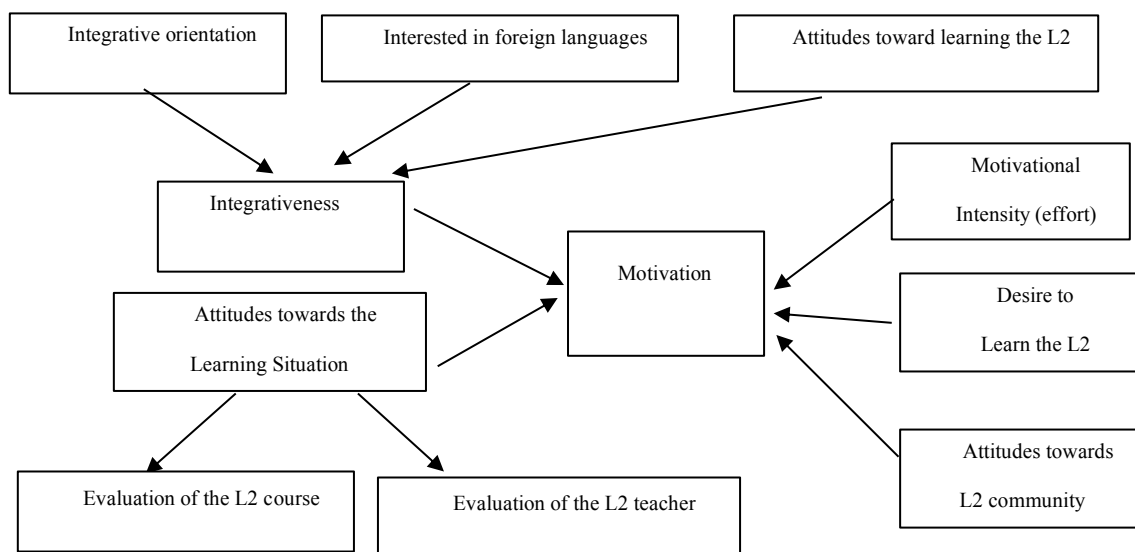 Integrative orientation
Interested in foreign languages
Attitudes toward learning the L2
Integrativeness
Motivational
Intensity (effort)
Motivation
Attitudes towards the
Learning Situation
Desire to
Learn the L2
Attitudes towards
L2 community
Evaluation of the L2 course
Evaluation of the L2 teacher